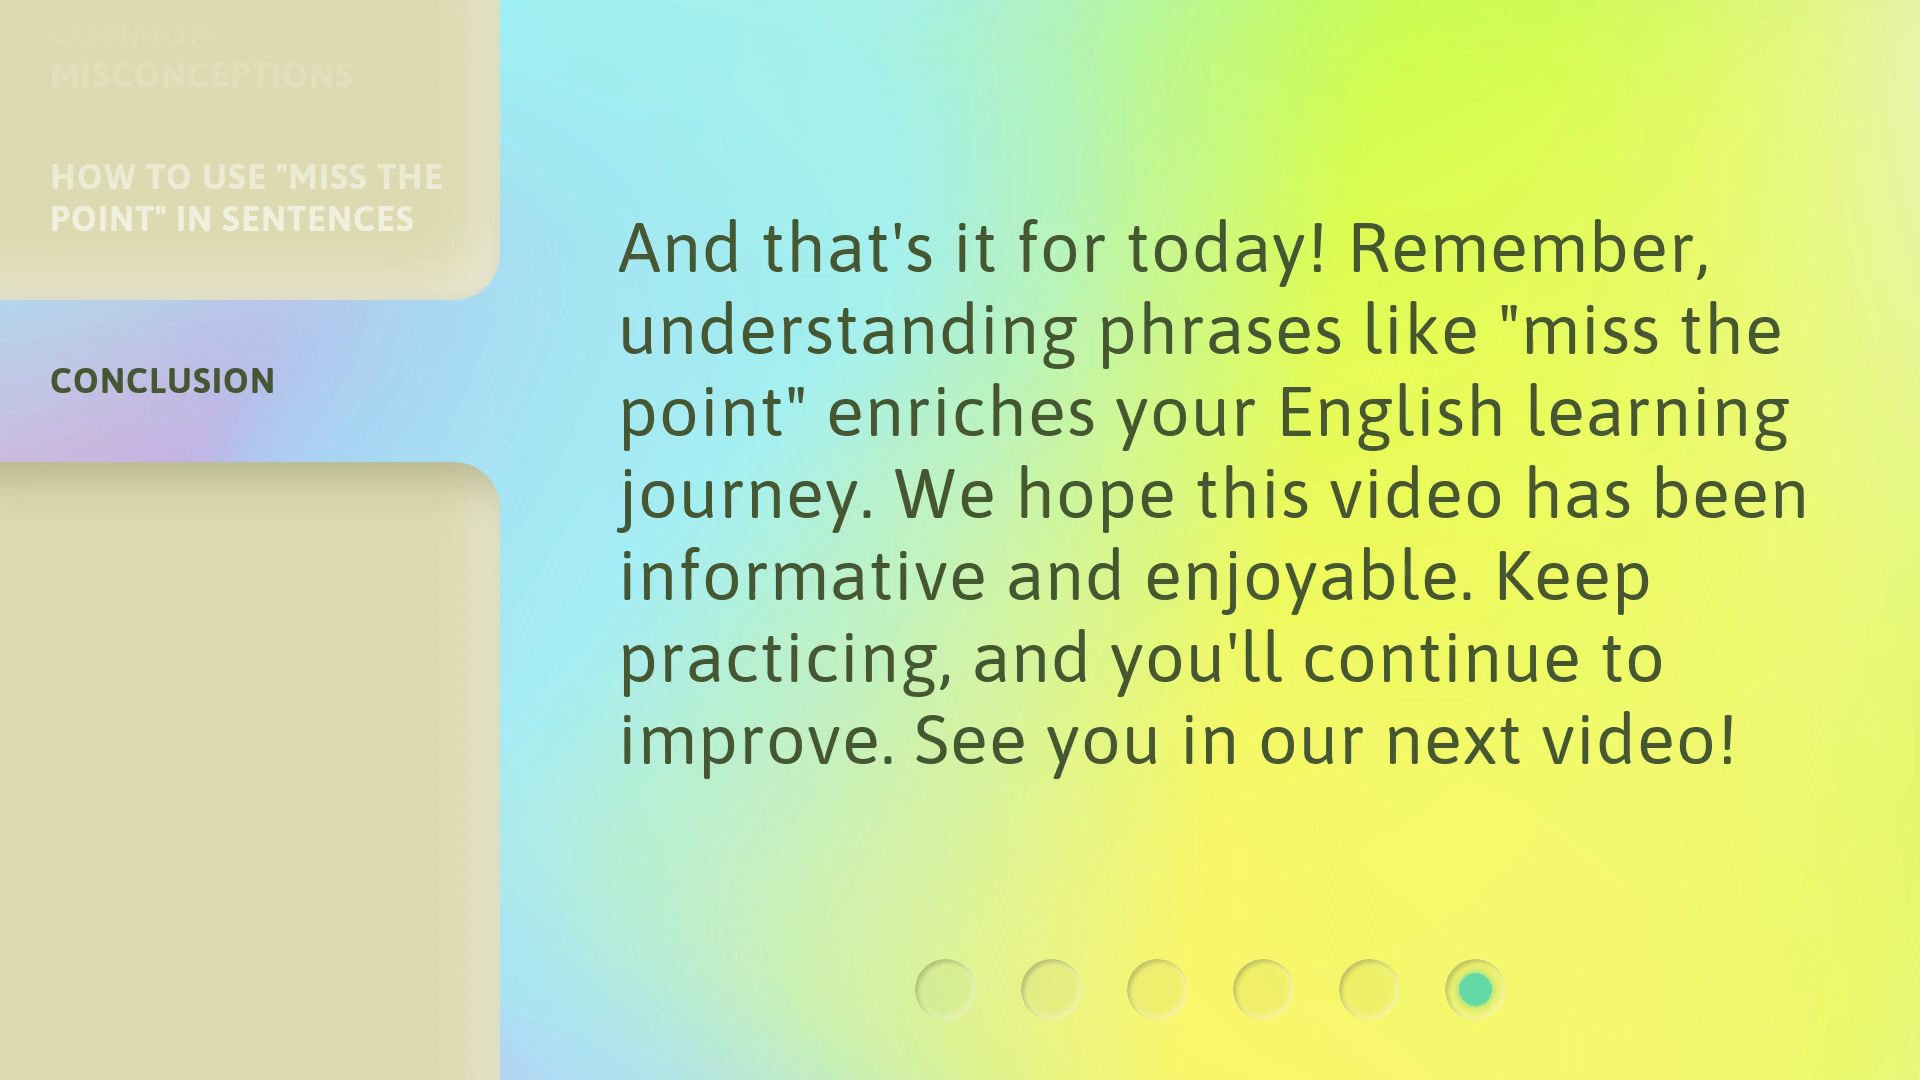 COMMON
MISCONCEPTIONS
HOW TO USE "MISS THE
POINT" IN SENTENCES
CONCLUSION
And that's it for today! Remember,
understanding phrases like "miss the
point" enriches your English learning
journey. We hope this video has been
informative and enjoyable. Keep
practicing, and you'll continue to
improve. See you in our next video!